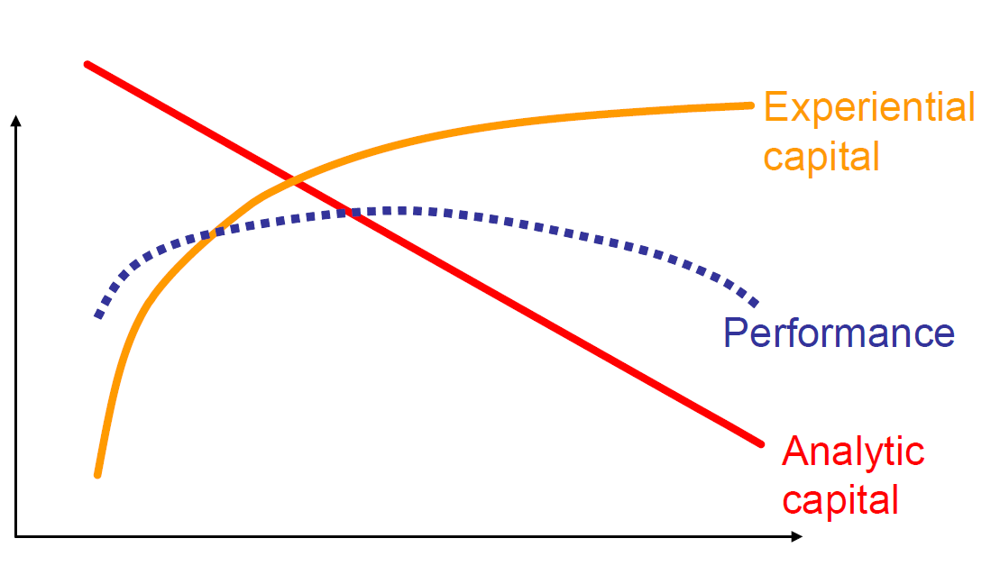 Experiential
capital
Performance
Analytic
capital